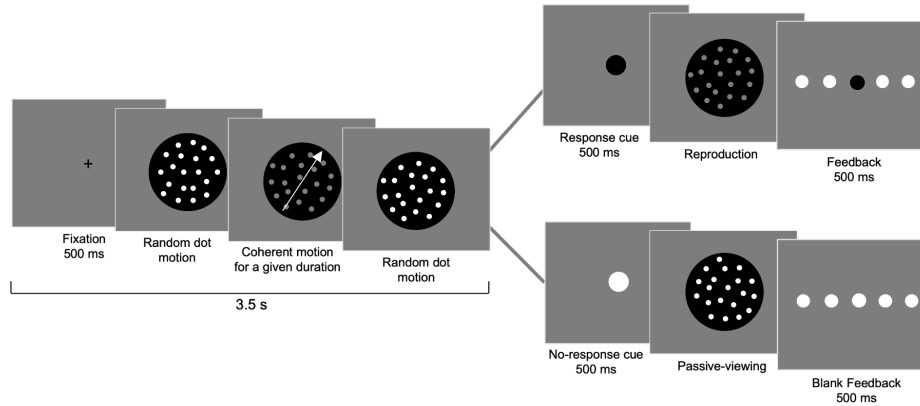 Fixation
500 ms
Random dot
motion
Coherent motion
for a given duration
Random dot
motion
3.5 s
Response cue
500 ms
Reproduction
Feedback
500 ms
No-response cue
500 ms
Passive-viewing
Blank Feedback
500 ms